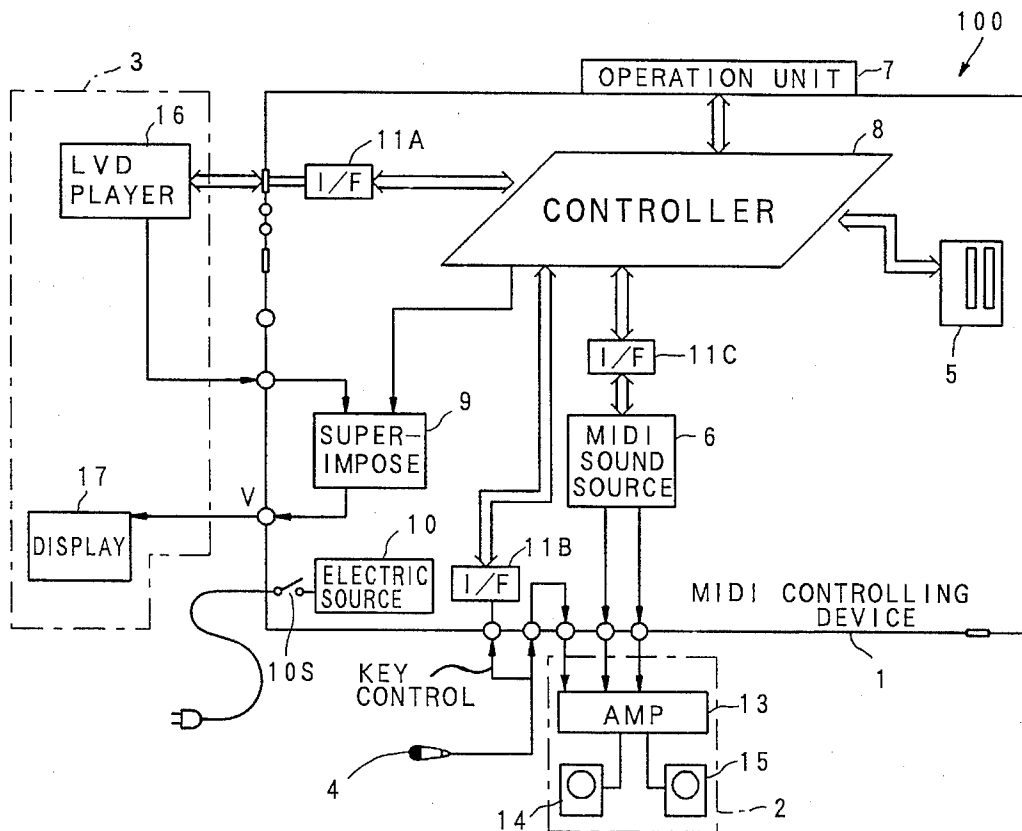 100
3
OPERATION UNIT
7
16
LVD
PLAYER
11A
I/F
8
CONTROLLER
5
I/F
11C
9
SUPER-
IMPOSE
6
MIDI
SOUND
SOURCE
17
DISPLAY
V
10
ELECTRIC
SOURCE
10S
11B
I/F
MIDI CONTROLLING
DEVICE
1
KEY
CONTROL
13
AMP
4
14
15
2